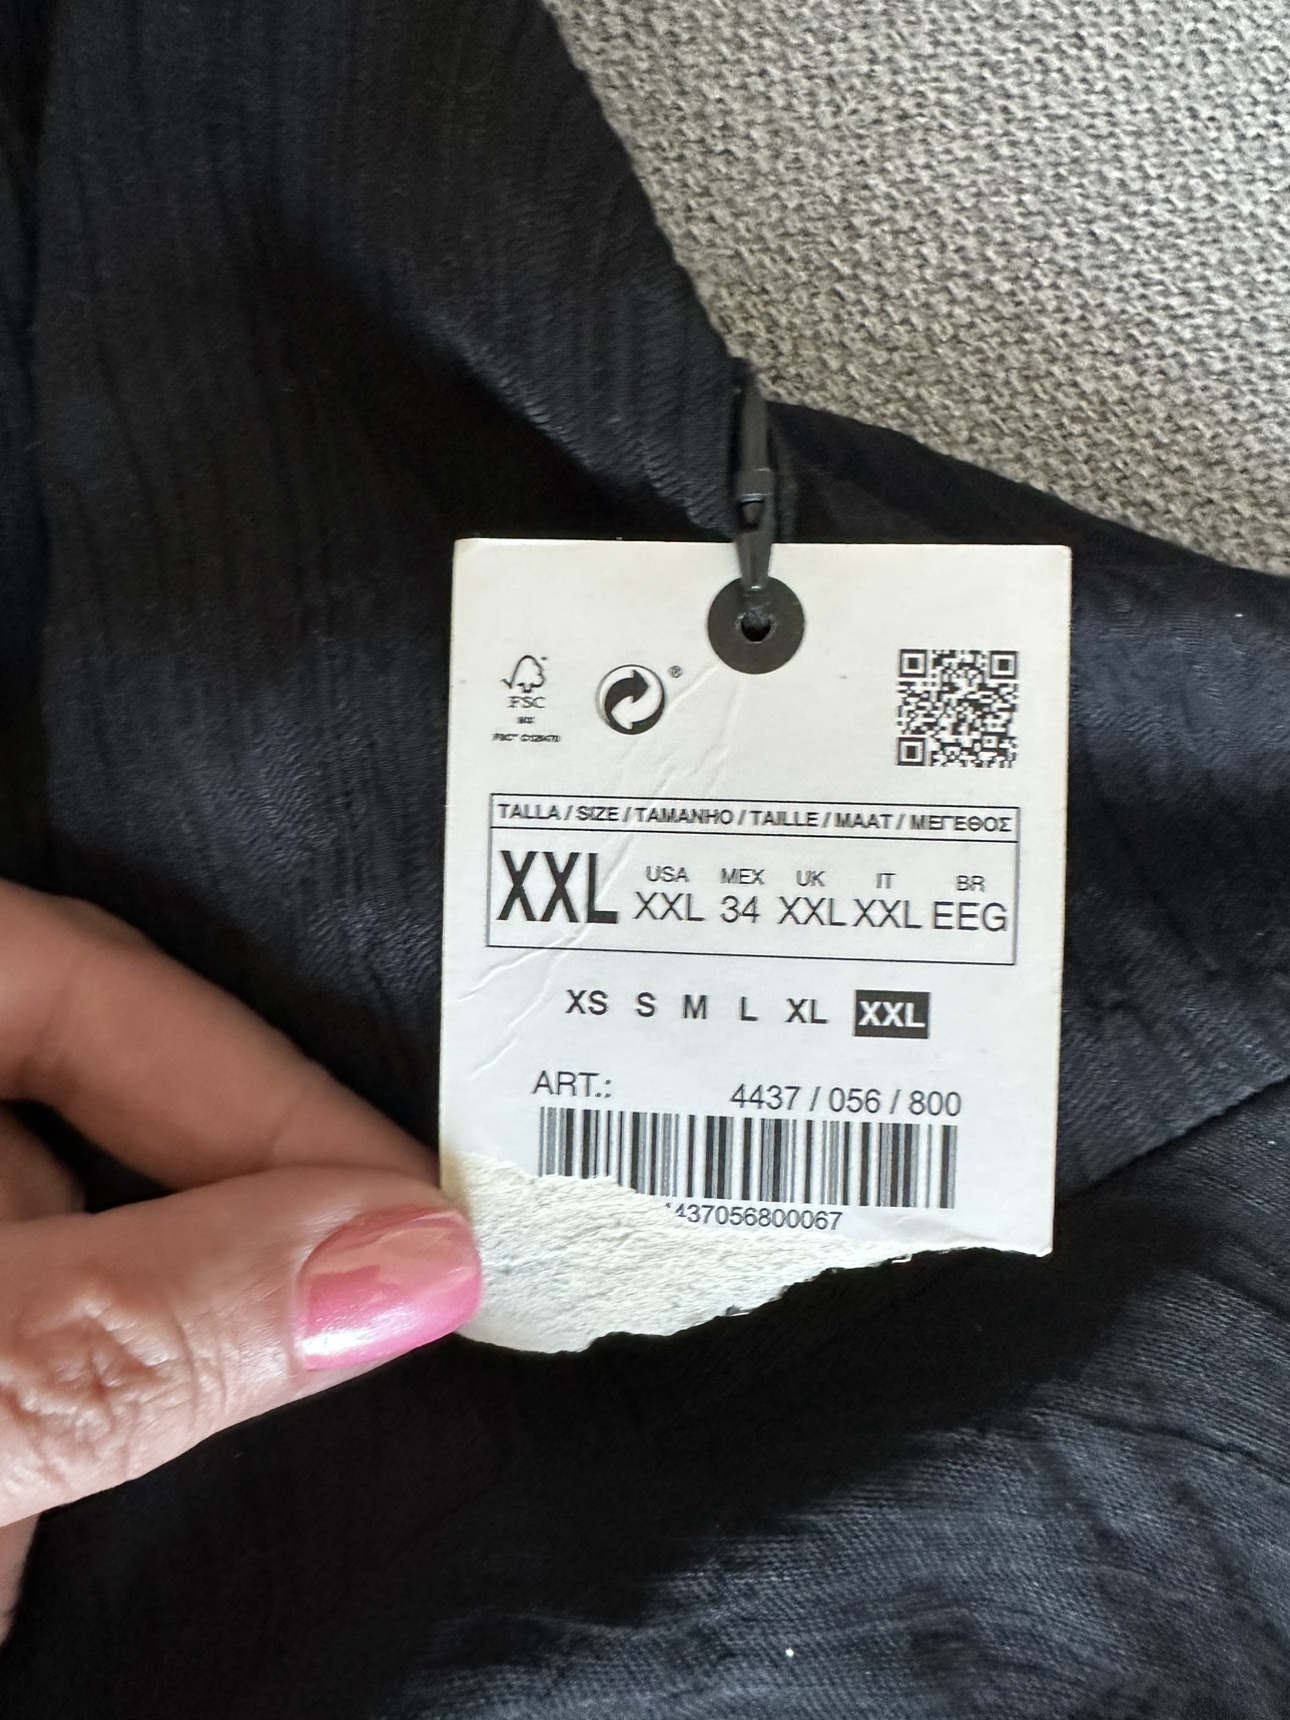 FSC
MIX
®
TALLA / SIZE / TAMANHO / TAILLE / MAAT / ΜΕΓΕΘΟΣ
XXL
USA MEX UK IT BR
XXL 34 XXL XXL EEG
XS S M L XL XXL
ART.: 4437 / 056 / 800
437056800067